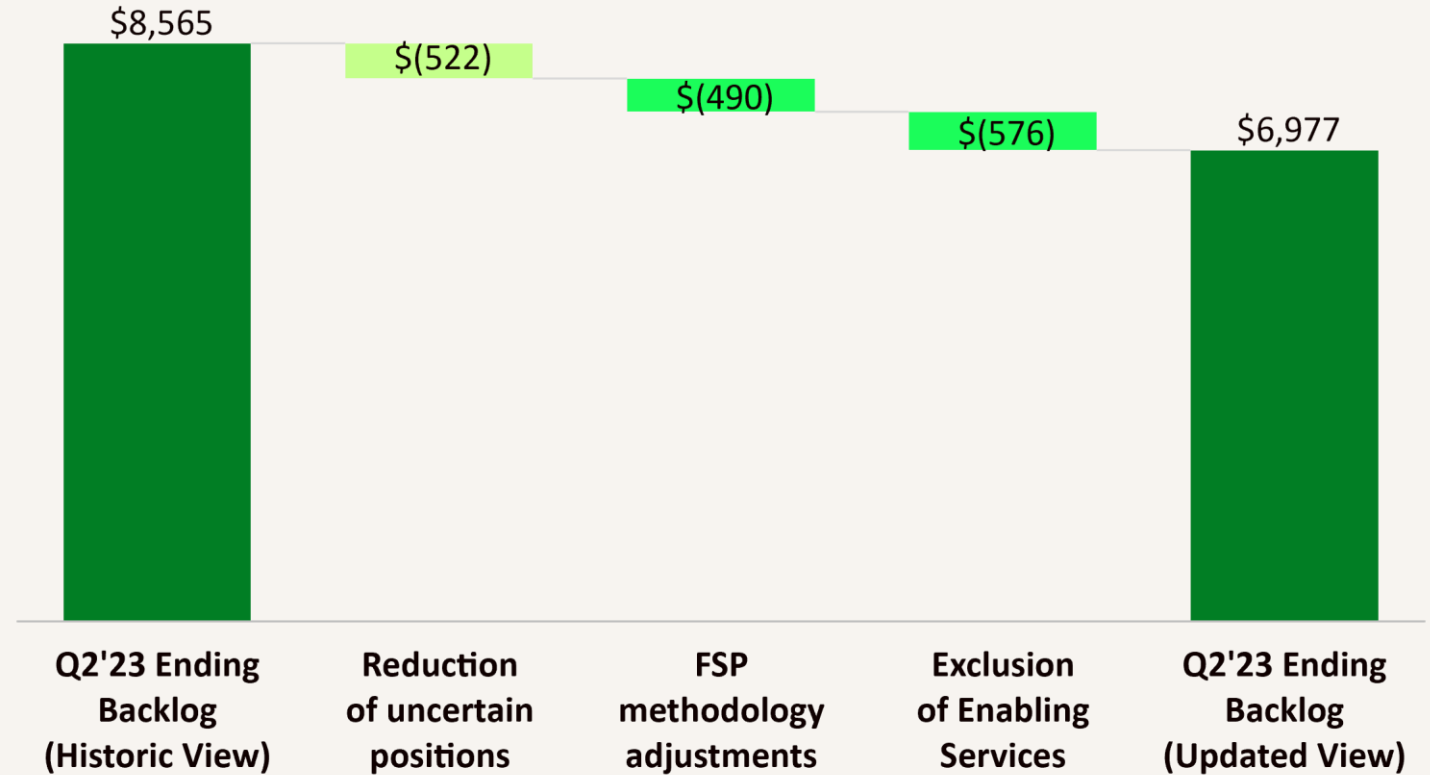 $8,565
$(522)
$(490)
$(576)
$6,977
Q2'23 Ending
Backlog
(Historic View)
Reduction
of uncertain
positions
FSP
methodology
adjustments
Exclusion
of Enabling
Services
Q2'23 Ending
Backlog
(Updated View)